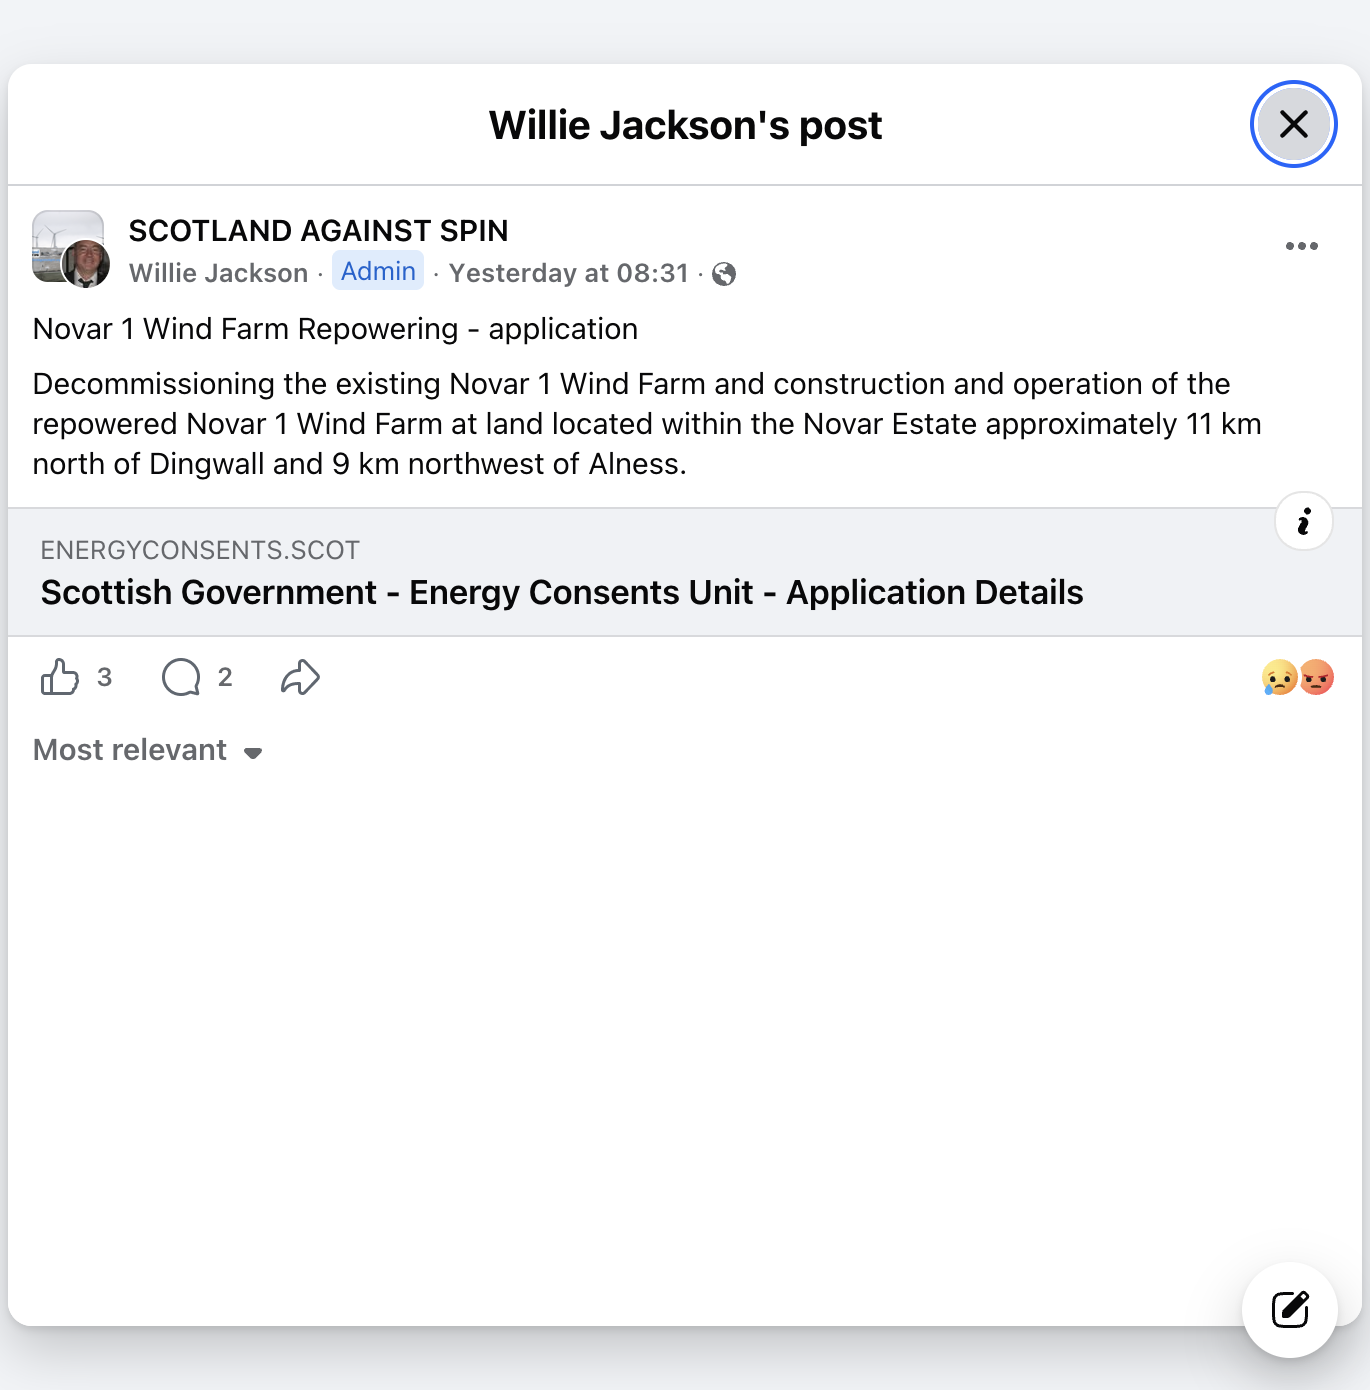 Willie Jackson's post
SCOTLAND AGAINST SPIN
Willie Jackson · Admin · Yesterday at 08:31 ·
Novar 1 Wind Farm Repowering - application
Decommissioning the existing Novar 1 Wind Farm and construction and operation of the
repowered Novar 1 Wind Farm at land located within the Novar Estate approximately 11 km
north of Dingwall and 9 km northwest of Alness.
ENERGYCONSENTS.SCOT
Scottish Government - Energy Consents Unit - Application Details
3 2
Most relevant